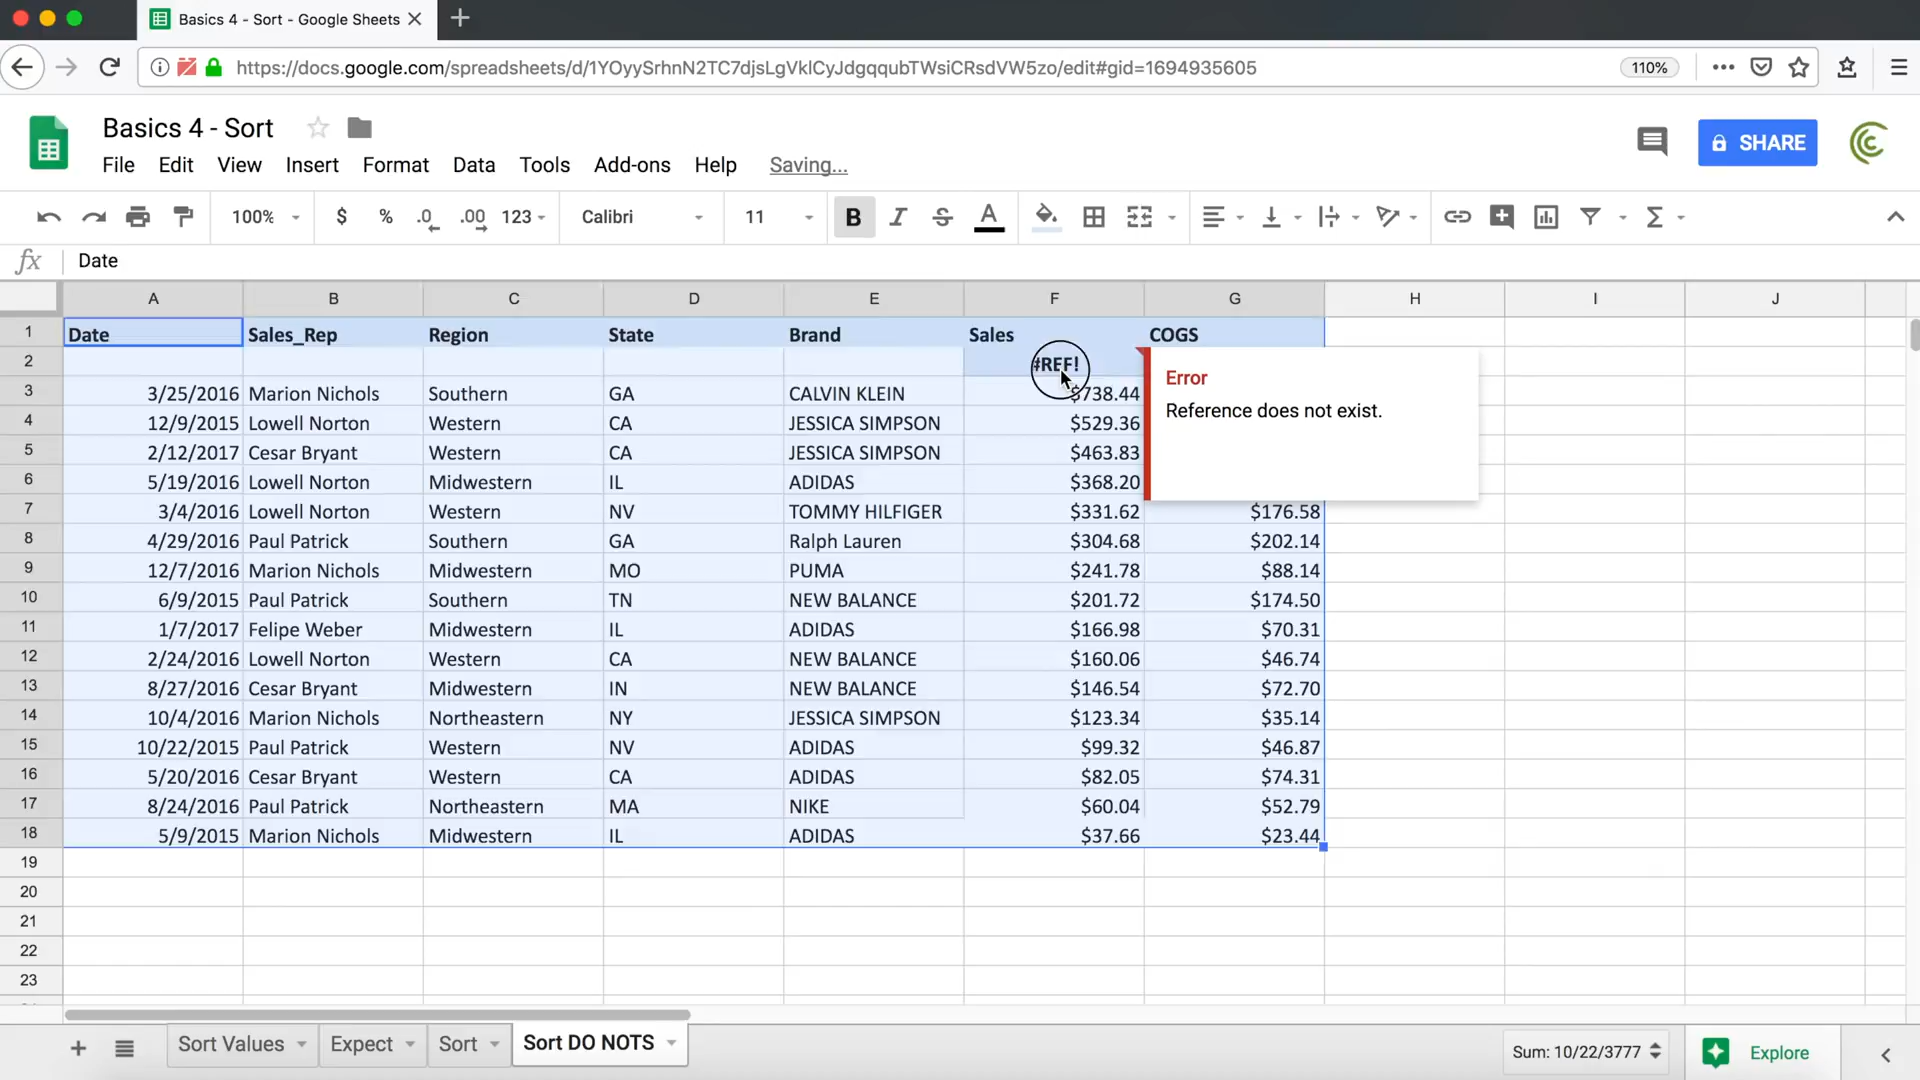 Basics 4 - Sort - Google Sheets
https://docs.google.com/spreadsheets/d/1YOyySrhnN2TC7djsLgVklCyJdgqqubTWsiCRsdVW5zo/edit#gid=1694935605
110%
Basics 4 - Sort
SHARE
File Edit View Insert Format Data Tools Add-ons Help Saving...
100% $ % .0 .00 123 Calibri 11 B I S A Σ
fx Date
A B C D E F G H I J
1 Date Sales_Rep Region State Brand Sales COGS
2 #REF!
Error
Reference does not exist.
3 3/25/2016 Marion Nichols Southern GA CALVIN KLEIN $738.44
4 12/9/2015 Lowell Norton Western CA JESSICA SIMPSON $529.36
5 2/12/2017 Cesar Bryant Western CA JESSICA SIMPSON $463.83
6 5/19/2016 Lowell Norton Midwestern IL ADIDAS $368.20
7 3/4/2016 Lowell Norton Western NV TOMMY HILFIGER $331.62 $176.58
8 4/29/2016 Paul Patrick Southern GA Ralph Lauren $304.68 $202.14
9 12/7/2016 Marion Nichols Midwestern MO PUMA $241.78 $88.14
10 6/9/2015 Paul Patrick Southern TN NEW BALANCE $201.72 $174.50
11 1/7/2017 Felipe Weber Midwestern IL ADIDAS $166.98 $70.31
12 2/24/2016 Lowell Norton Western CA NEW BALANCE $160.06 $46.74
13 8/27/2016 Cesar Bryant Midwestern IN NEW BALANCE $146.54 $72.70
14 10/4/2016 Marion Nichols Northeastern NY JESSICA SIMPSON $123.34 $35.14
15 10/22/2015 Paul Patrick Western NV ADIDAS $99.32 $46.87
16 5/20/2016 Cesar Bryant Western CA ADIDAS $82.05 $74.31
17 8/24/2016 Paul Patrick Northeastern MA NIKE $60.04 $52.79
18 5/9/2015 Marion Nichols Midwestern IL ADIDAS $37.66 $23.44
19
20
21
22
23
Sort Values Expect Sort Sort DO NOTS Sum: 10/22/3777 Explore